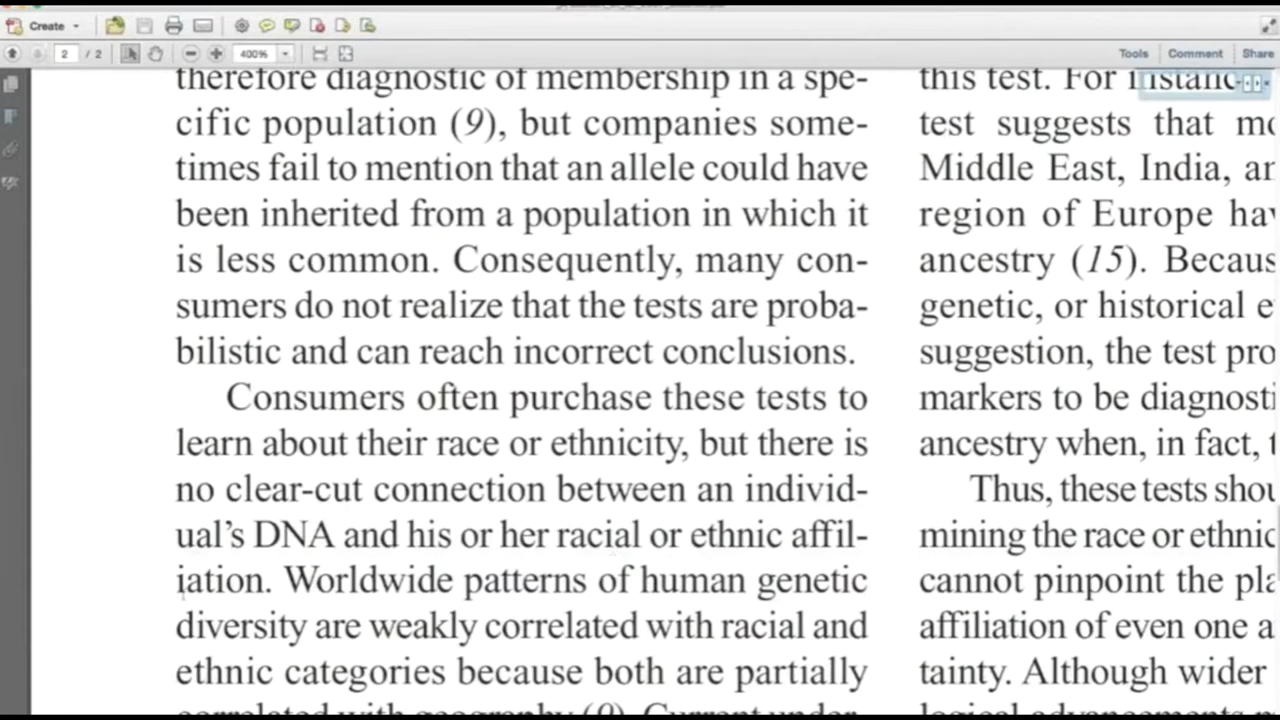 Create
2 / 2
400%
Tools
Comment
Share
therefore diagnostic of membership in a spe-
cific population (9), but companies some-
times fail to mention that an allele could have
been inherited from a population in which it
is less common. Consequently, many con-
sumers do not realize that the tests are proba-
bilistic and can reach incorrect conclusions.
Consumers often purchase these tests to
learn about their race or ethnicity, but there is
no clear-cut connection between an individ-
ual’s DNA and his or her racial or ethnic affil-
iation. Worldwide patterns of human genetic
diversity are weakly correlated with racial and
ethnic categories because both are partially
correlated with geography (9). Current under-
this test. For
test suggests that mo
Middle East, India, an
region of Europe hav
ancestry (15). Becaus
genetic, or historical e
suggestion, the test pro
markers to be diagnosti
ancestry when, in fact, t
Thus, these tests shou
mining the race or ethnic
cannot pinpoint the pla
affiliation of even one a
tainty. Although wider